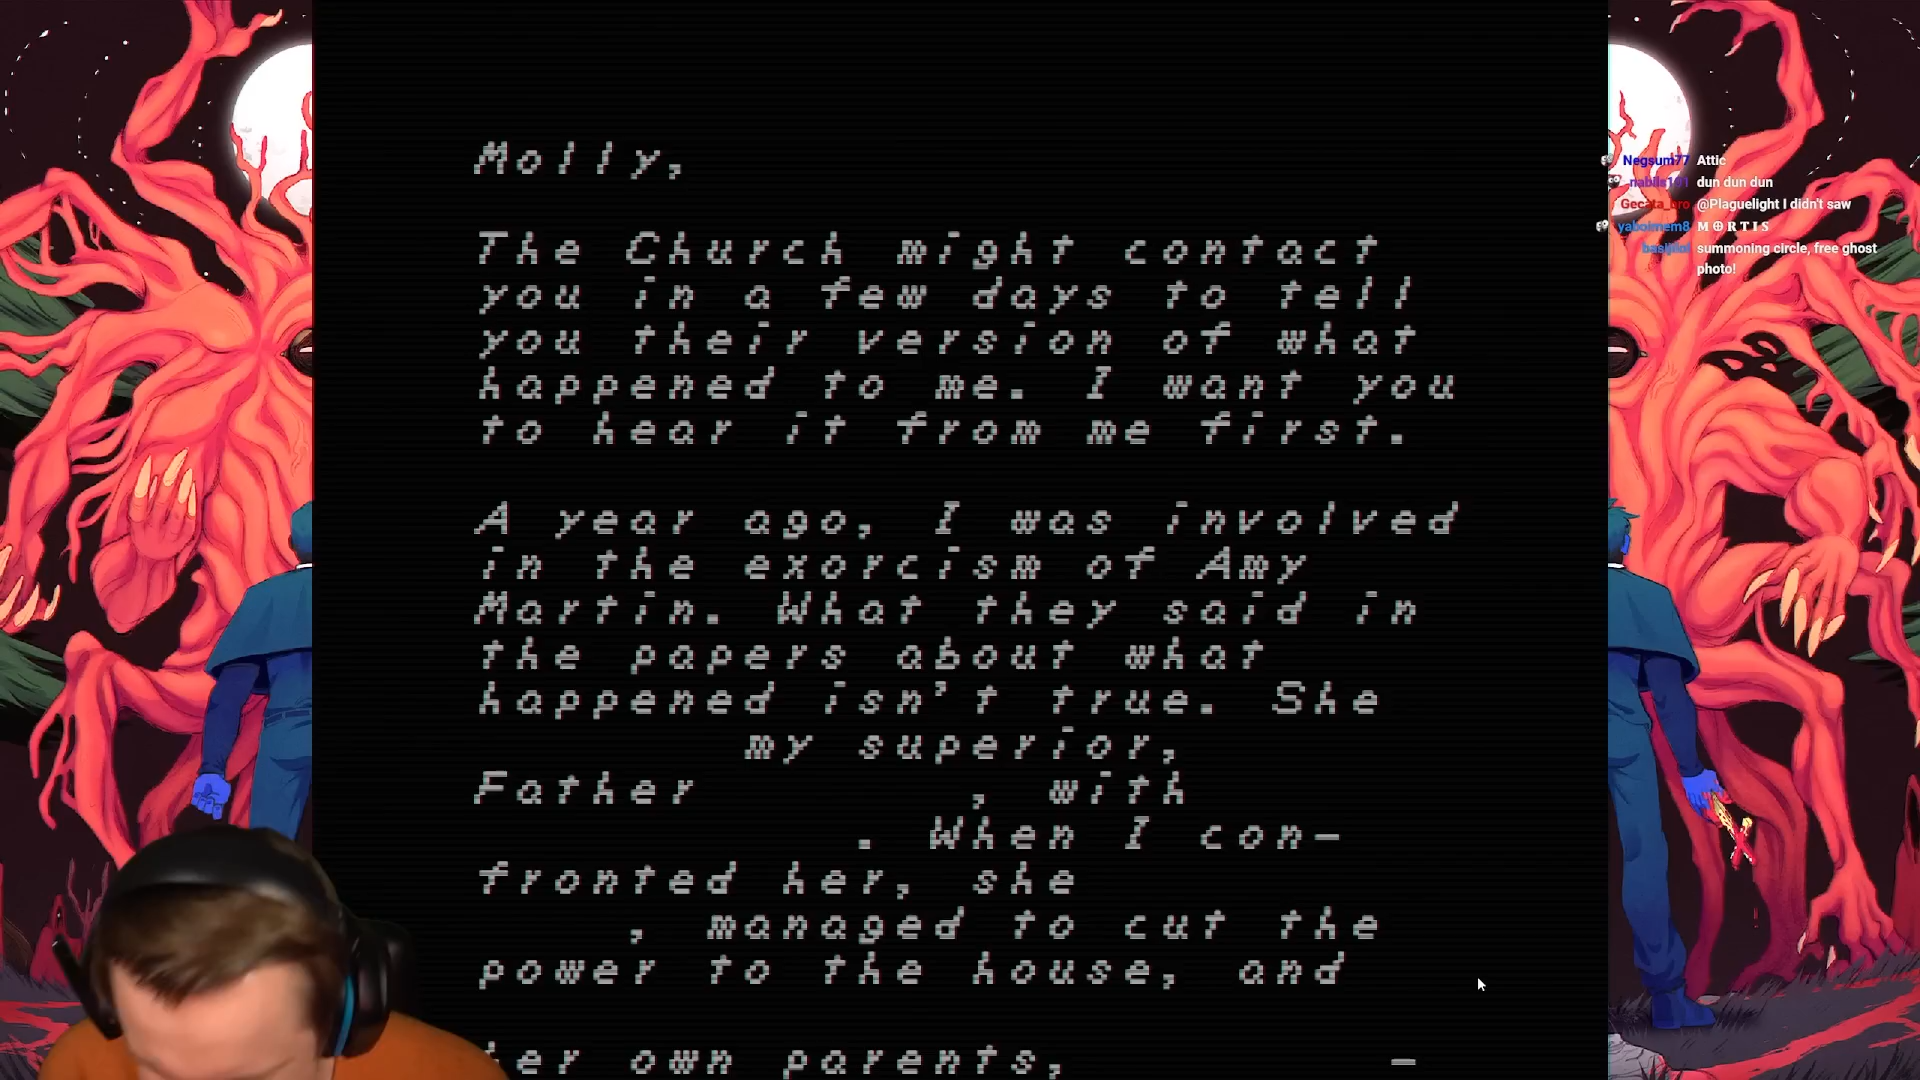 Molly,
The Church might contact
you in a few days to tell
you their version of what
happened to me. I want you
to hear it from me first.
A year ago, I was involved
in the exorcism of Amy
Martin. What they said in
the papers about what
happened isn't true. She
my superior,
Father , with
. When I con-
fronted her, she
, managed to cut the
power to the house, and
her own parents, -
Negsum77 Attic
dun dun dun
@Plaguelight I didn't saw
M⊕RTIS
summoning circle, free ghost
photo!